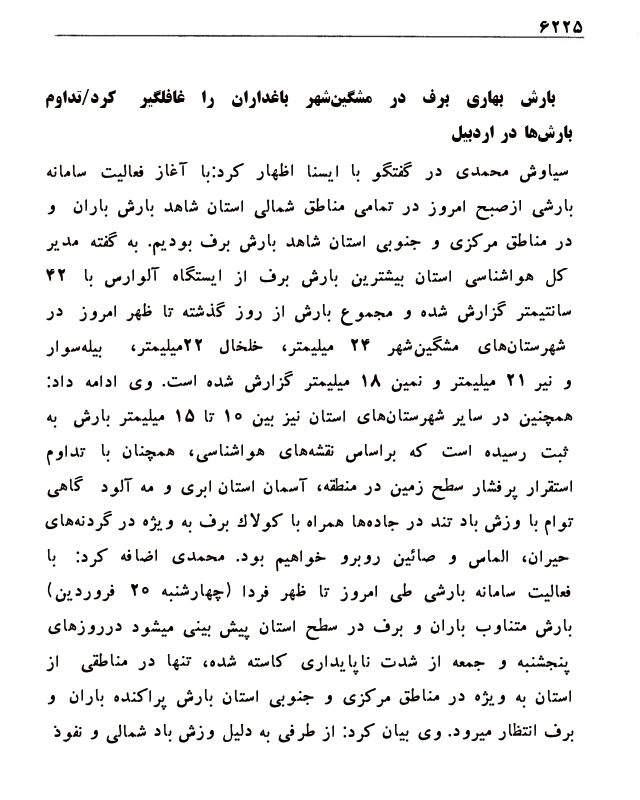 ۶۲۲۵
بارش بهاری برف در مشگین‌شهر باغداران را غافلگیر کرد/تداوم
بارش‌ها در اردبیل
سیاوش محمدی در گفتگو با ایسنا اظهار کرد:با آغاز فعالیت سامانه
بارشی ازصبح امروز در تمامی مناطق شمالی استان شاهد بارش باران و
در مناطق مرکزی و جنوبی استان شاهد بارش برف بودیم. به گفته مدیر
کل هواشناسی استان بیشترین بارش برف از ایستگاه آلوارس با ۴۲
سانتیمتر گزارش شده و مجموع بارش از روز گذشته تا ظهر امروز در
شهرستان‌های مشگین‌شهر ۲۴ میلیمتر، خلخال ۲۲میلیمتر، بیله‌سوار
و نیر ۲۱ میلیمتر و نمین ۱۸ میلیمتر گزارش شده است. وی ادامه داد:
همچنین در سایر شهرستان‌های استان نیز بین ۱۰ تا ۱۵ میلیمتر بارش به
ثبت رسیده است که براساس نقشه‌های هواشناسی، همچنان با تداوم
استقرار پرفشار سطح زمین در منطقه، آسمان استان ابری و مه آلود گاهی
توام با وزش باد تند در جاده‌ها همراه با کولاک برف به ویژه در گردنه‌های
حیران، الماس و صائین روبرو خواهیم بود. محمدی اضافه کرد: با
فعالیت سامانه بارشی طی امروز تا ظهر فردا (چهارشنبه ۲۰ فروردین)
بارش متناوب باران و برف در سطح استان پیش بینی میشود درروزهای
پنجشنبه و جمعه از شدت ناپایداری کاسته شده، تنها در مناطقی از
استان به ویژه در مناطق مرکزی و جنوبی استان بارش پراکنده باران و
برف انتظار میرود. وی بیان کرد: از طرفی به دلیل وزش باد شمالی و نفوذ